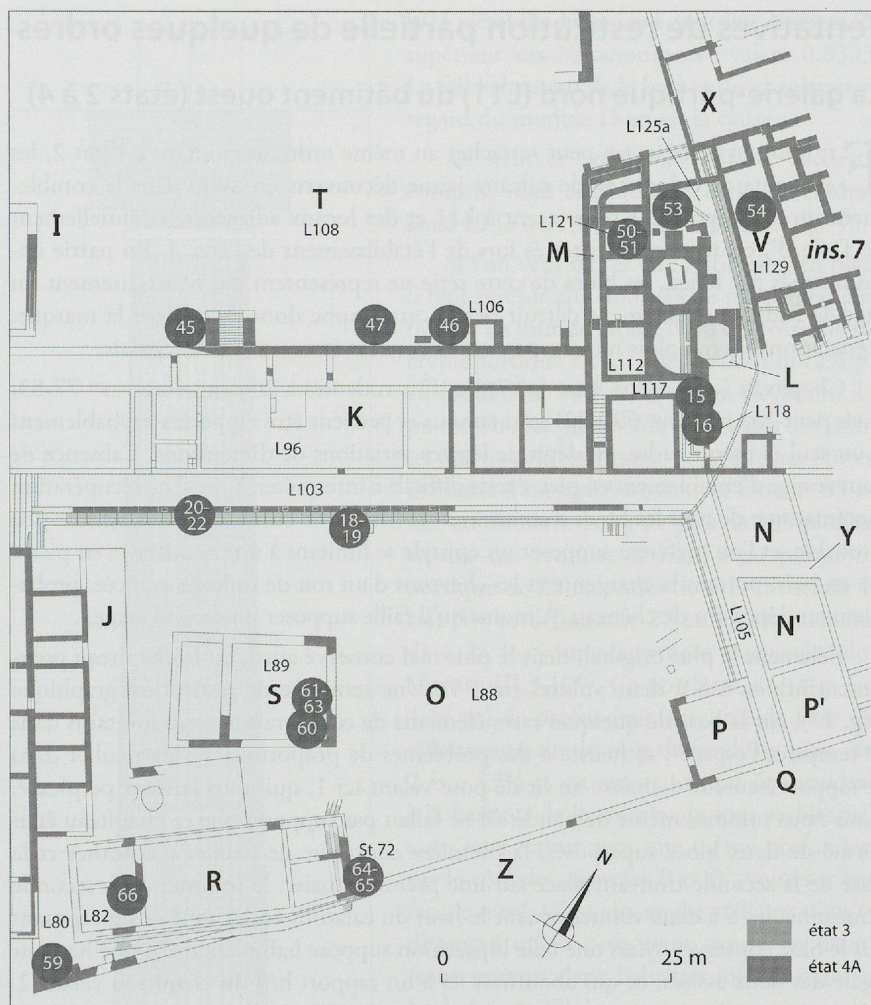 X
L125a
T
L108
I
L121
53
54
50-
51
M
V
ins. 7
L129
45
47
46
L106
L112
L
L117
15
K
16
L118
L96
L103
20-
22
18-
19
N
Y
J
L105
N'
L89
S
61-
63
O
L88
60
P'
P
Q
St 72
Z
64-
65
R
66
N
L80
L82
59
0
25 m
état 3
état 4A